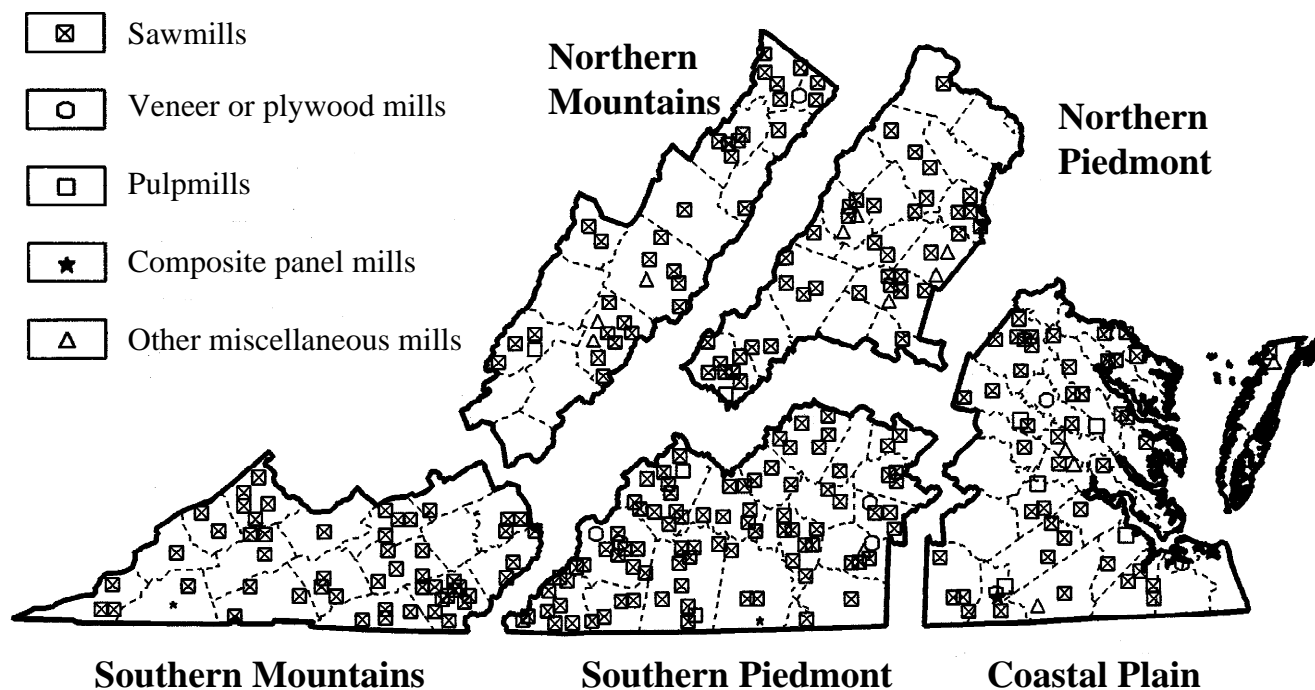 Sawmills
Veneer or plywood mills
Pulpmills
Composite panel mills
Other miscellaneous mills
Northern
Mountains
Northern
Piedmont
Southern Mountains
Southern Piedmont
Coastal Plain